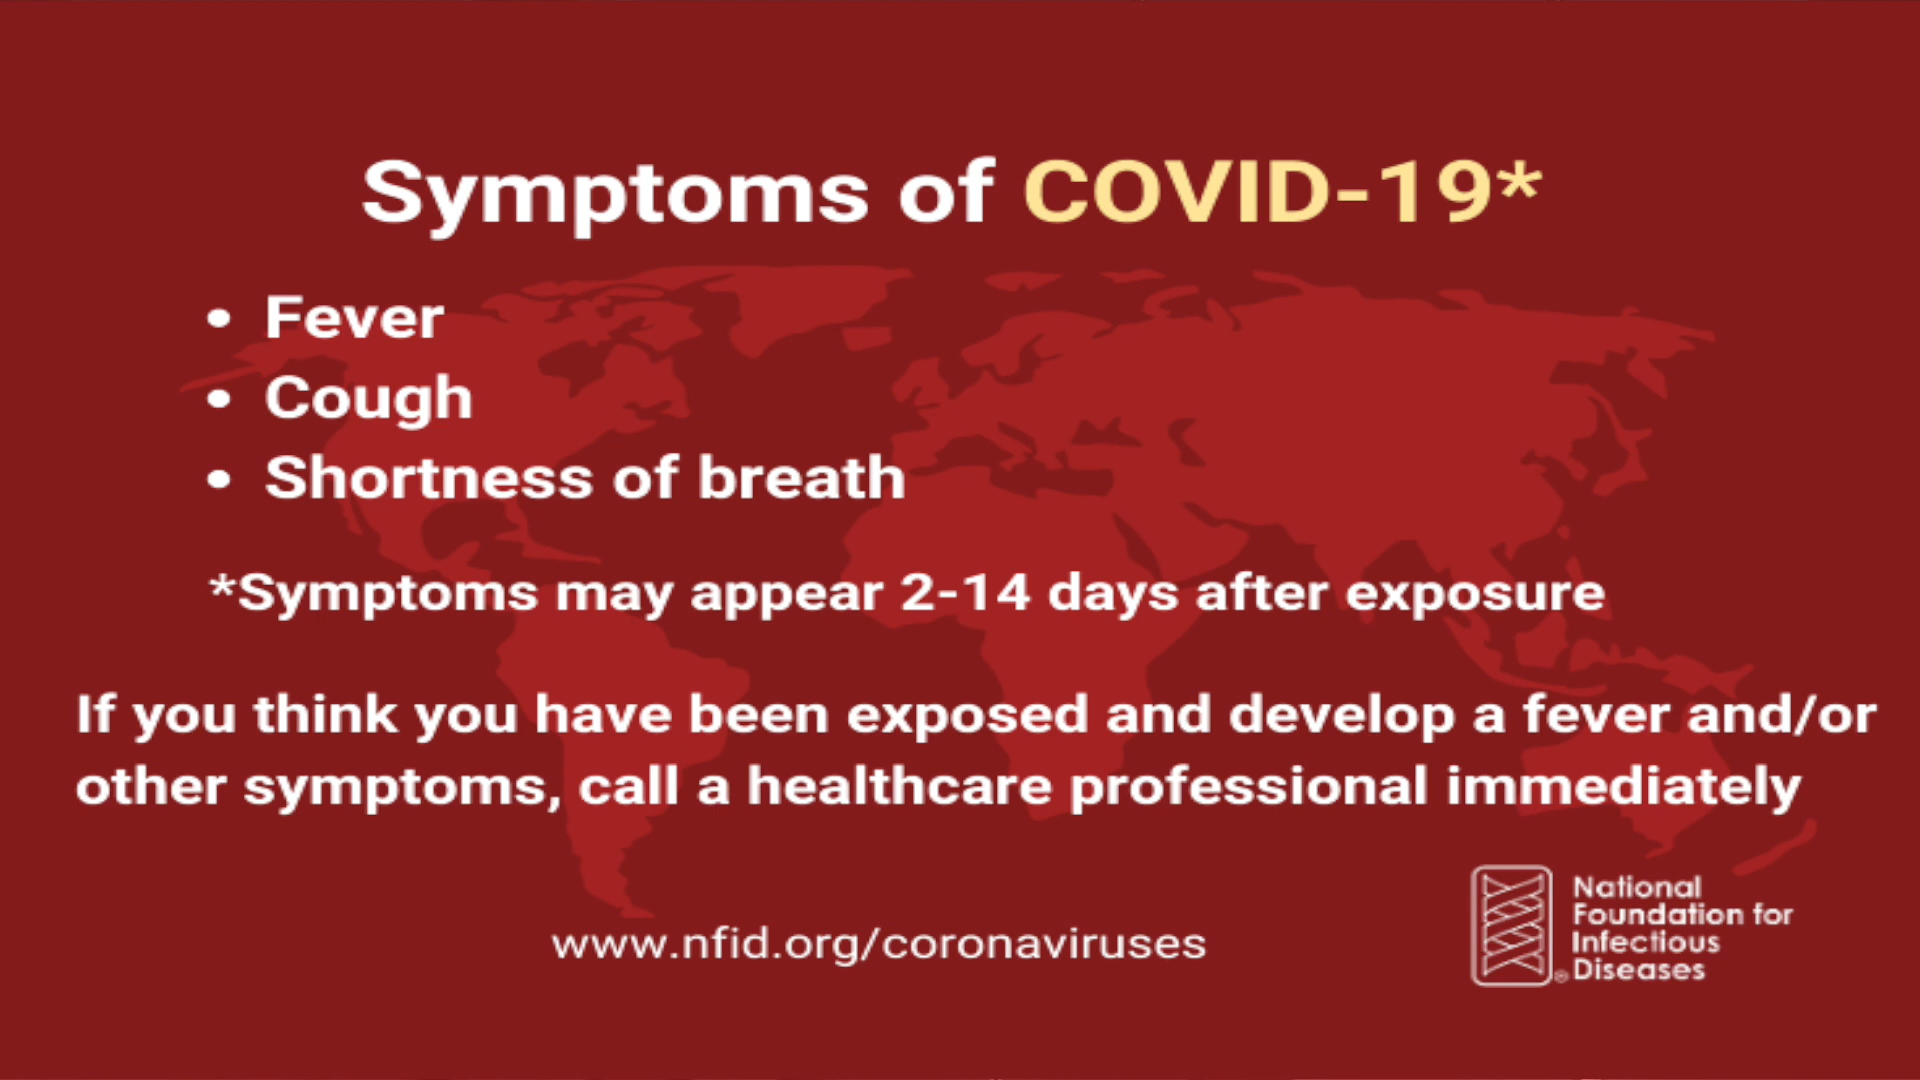 Symptoms of COVID-19*
• Fever
• Cough
• Shortness of breath
*Symptoms may appear 2-14 days after exposure
If you think you have been exposed and develop a fever and/or
other symptoms, call a healthcare professional immediately
www.nfid.org/coronaviruses
National
Foundation for
Infectious
® Diseases